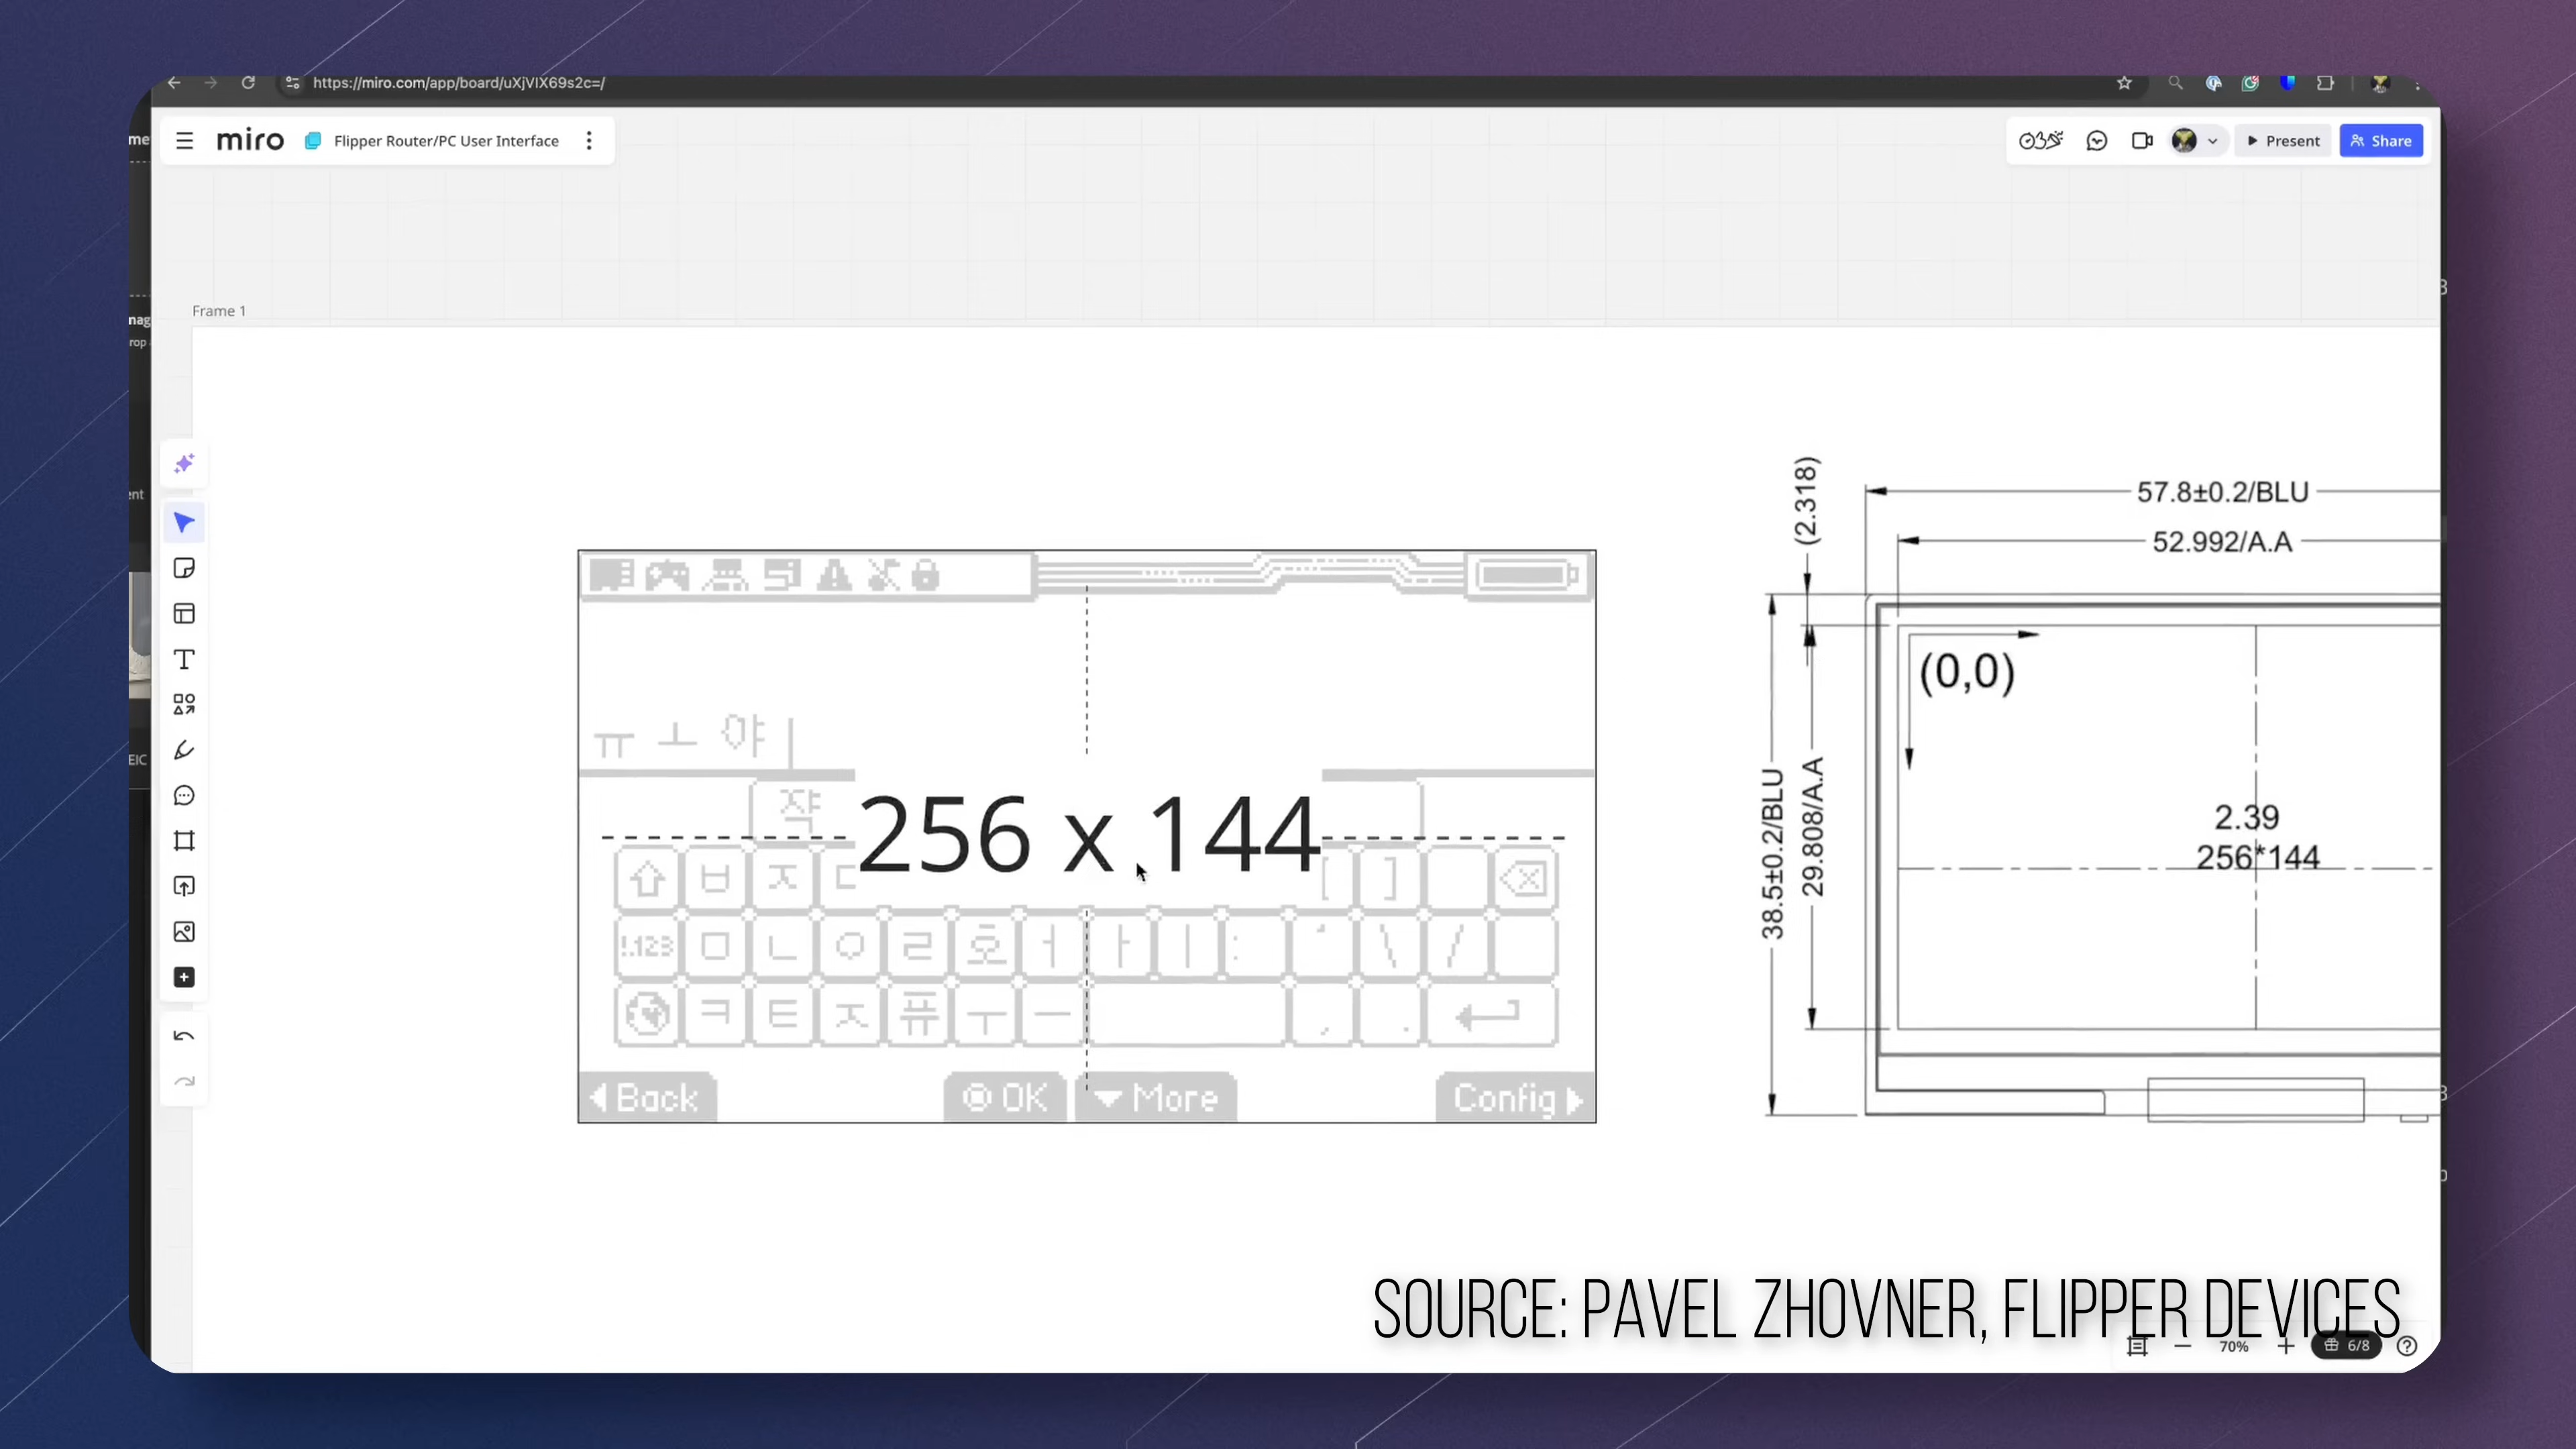 https://miro.com/app/board/uXjVIX69s2c=/
miro
Flipper Router/PC User Interface
Present
Share
Frame 1
ㅠ ㅗ 야
작
256 x 144
ㅂ ㅈ ㄷ [ ]
!.123 ㅁ ㄴ ㅇ ㄹ ㅎ ㅓ ㅏ ㅣ : ' \ /
ㅋ ㅌ ㅈ ㅜ ㅡ , .
Back
OK
More
Config
(2.318)
57.8±0.2/BLU
52.992/A.A
(0,0)
38.5±0.2/BLU
29.808/A.A
2.39
256*144
SOURCE: PAVEL ZHOVNER, FLIPPER DEVICES
70%
6/8